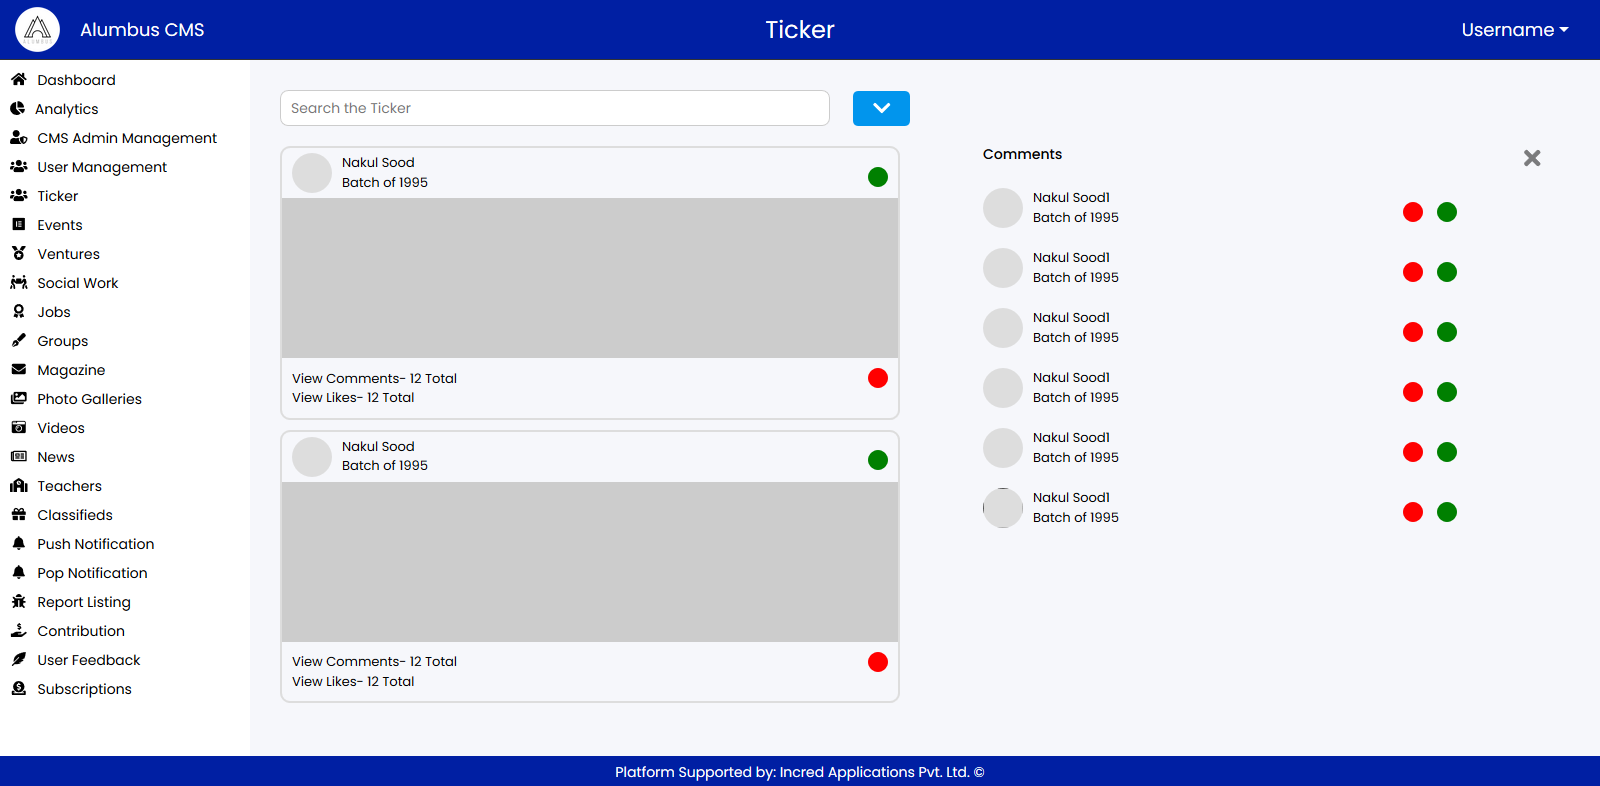 Alumbus CMS
Ticker
Username
Dashboard
Analytics
CMS Admin Management
User Management
Ticker
Events
Ventures
Social Work
Jobs
Groups
Magazine
Photo Galleries
Videos
News
Teachers
Classifieds
Push Notification
Pop Notification
Report Listing
Contribution
User Feedback
Subscriptions
Search the Ticker
Nakul Sood
Batch of 1995
View Comments- 12 Total
View Likes- 12 Total
Nakul Sood
Batch of 1995
View Comments- 12 Total
View Likes- 12 Total
Comments
Nakul Sood1
Batch of 1995
Nakul Sood1
Batch of 1995
Nakul Sood1
Batch of 1995
Nakul Sood1
Batch of 1995
Nakul Sood1
Batch of 1995
Nakul Sood1
Batch of 1995
Platform Supported by: Incred Applications Pvt. Ltd. ©